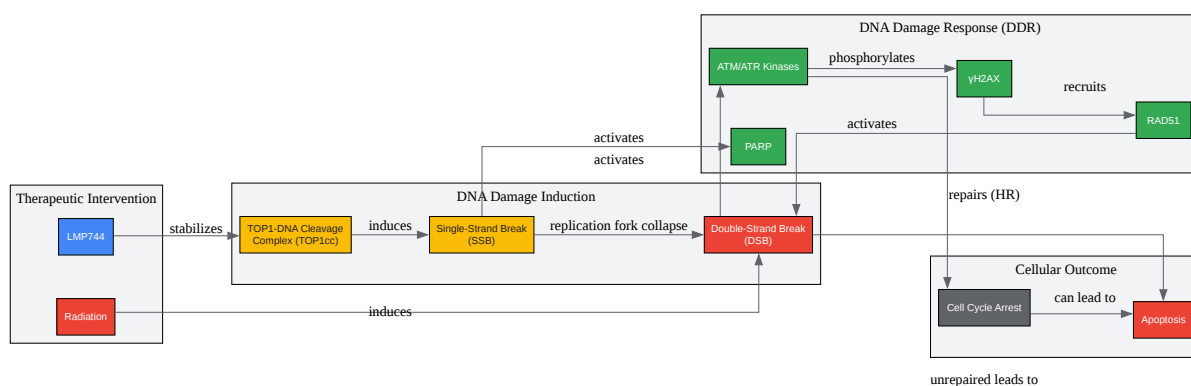 DNA Damage Response (DDR)
ATM/ATR Kinases
phosphorylates
γH2AX
recruits
RAD51
activates
activates
activates
PARP
Therapeutic Intervention
LMP744
stabilizes
Radiation
induces
DNA Damage Induction
TOP1-DNA Cleavage
Complex (TOP1cc)
induces
Single-Strand Break
(SSB)
replication fork collapse
Double-Strand Break
(DSB)
repairs (HR)
Cellular Outcome
Cell Cycle Arrest
can lead to
Apoptosis
unrepaired leads to